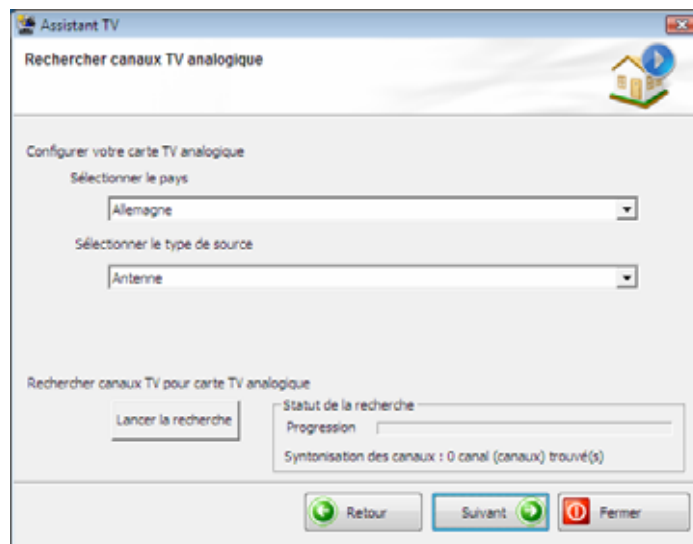 Assistant TV
Rechercher canaux TV analogique
Configurer votre carte TV analogique
Sélectionner le pays
Allemagne
Sélectionner le type de source
Antenne
Rechercher canaux TV pour carte TV analogique
Lancer la recherche
Statut de la recherche
Progression
Syntonisation des canaux : 0 canal (canaux) trouvé(s)
Retour
Suivant
Fermer